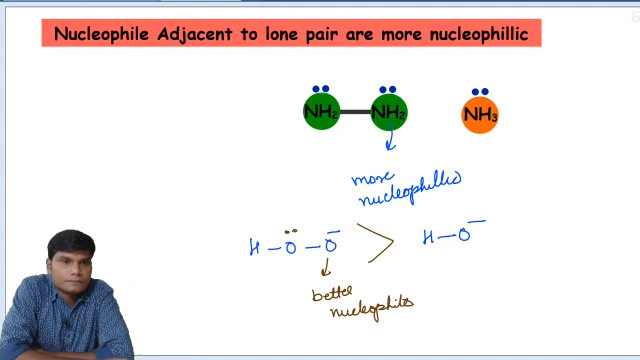 Nucleophile Adjacent to lone pair are more nucleophillic
NH2 NH2 NH3
more
nucleophillic
H – O – O⁻ > H – O⁻
better
nucleophile